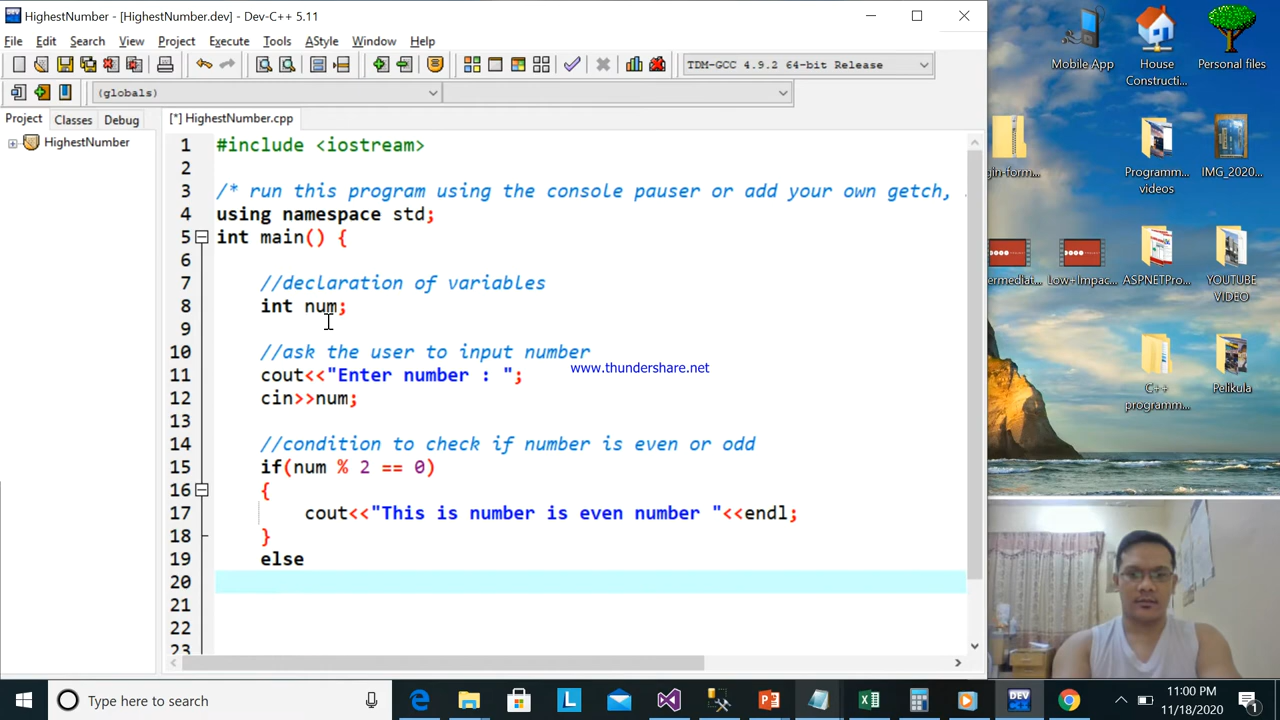 HighestNumber - [HighestNumber.dev] - Dev-C++ 5.11
File Edit Search View Project Execute Tools AStyle Window Help
TDM-GCC 4.9.2 64-bit Release
(globals)
Project Classes Debug
[*] HighestNumber.cpp
HighestNumber
1 #include <iostream>
2
3 /* run this program using the console pauser or add your own getch,
4 using namespace std;
5 int main() {
6
7 //declaration of variables
8 int num;
9
10 //ask the user to input number
11 cout<<"Enter number : ";
12 cin>>num;
13
14 //condition to check if number is even or odd
15 if(num % 2 == 0)
16 {
17 cout<<"This is number is even number "<<endl;
18 }
19 else
20
21
22
23
www.thundershare.net
Mobile App
House
Constructi...
Personal files
gin-form...
Programm...
videos
IMG_2020...
termediat...
Low+Impac...
ASPNETPro...
YOUTUBE
VIDEO
C++
programm...
Pelikula
Type here to search
DEV
11:00 PM
11/18/2020
1